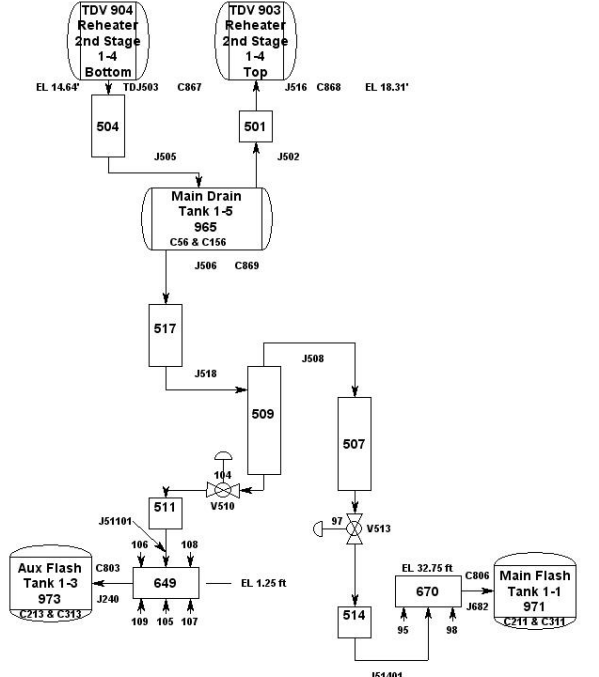 TDV 904
Reheater
2nd Stage
1-4
Bottom
TDV 903
Reheater
2nd Stage
1-4
Top
EL 14.64'
TDJ503
C867
J516
C868
EL 18.31'
504
501
J505
J502
Main Drain
Tank 1-5
965
C56 & C156
J506
C869
517
J518
J508
509
507
104
V510
97
V513
511
J51101
106
108
649
EL 1.25 ft
109
105
107
Aux Flash
Tank 1-3
973
C213 & C313
C803
J240
514
EL 32.75 ft
670
95
98
C806
J682
Main Flash
Tank 1-1
971
C211 & C311
J51401